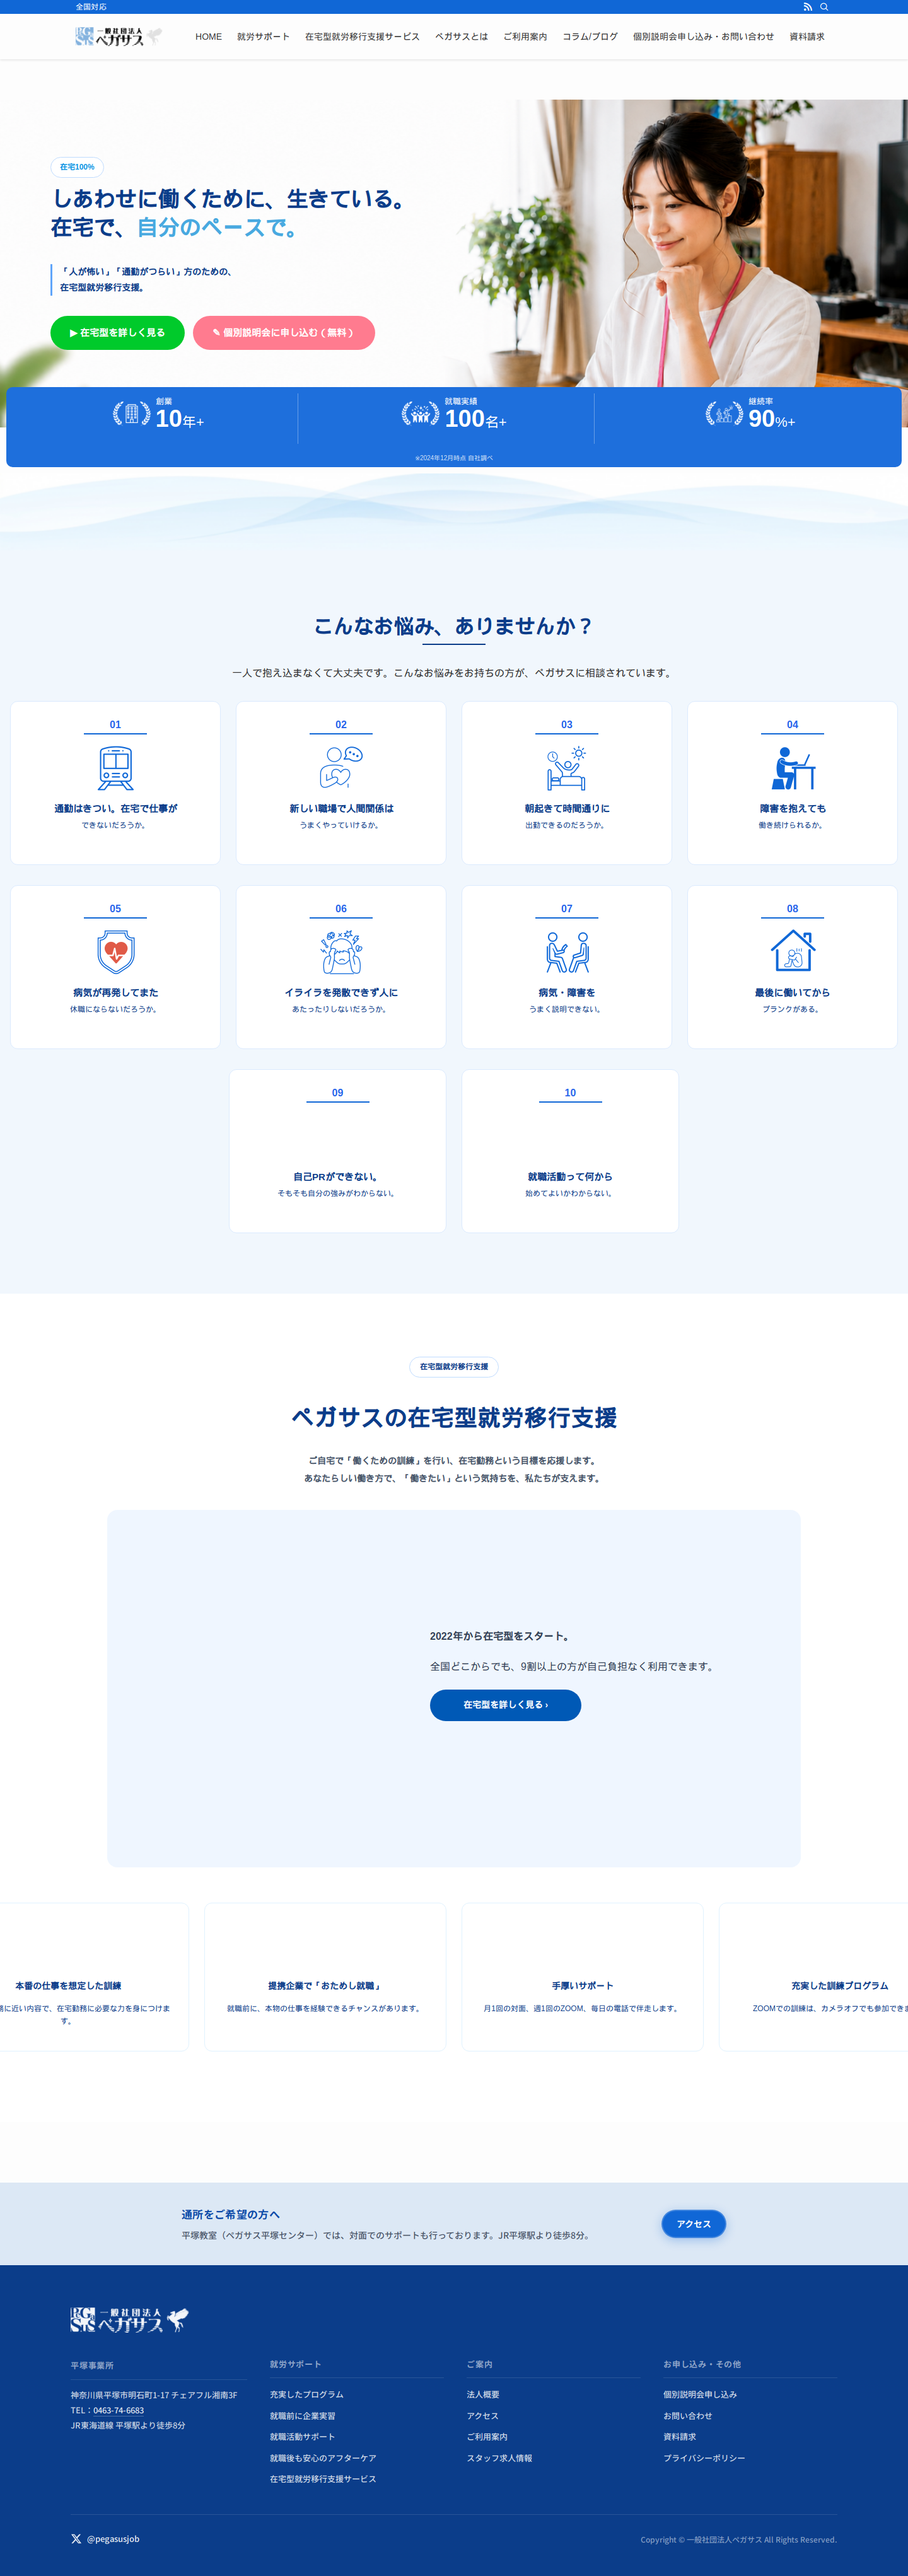 全国対応
一般社団法人
ペガサス
HOME
就労サポート
在宅型就労移行支援サービス
ペガサスとは
ご利用案内
コラム/ブログ
個別説明会申し込み・お問い合わせ
資料請求
在宅100%
しあわせに働くために、生きている。
在宅で、自分のペースで。
「人が怖い」「通勤がつらい」方のための、
在宅型就労移行支援。
▶ 在宅型を詳しく見る
✎ 個別説明会に申し込む（無料）
創業
10年+
就職実績
100名+
継続率
90%+
※2024年12月時点 自社調べ
こんなお悩み、ありませんか？
一人で抱え込まなくて大丈夫です。こんなお悩みをお持ちの方が、ペガサスに相談されています。
01
通勤はきつい。在宅で仕事が
できないだろうか。
02
新しい職場で人間関係は
うまくやっていけるか。
03
朝起きて時間通りに
出勤できるのだろうか。
04
障害を抱えても
働き続けられるか。
05
病気が再発してまた
休職にならないだろうか。
06
イライラを発散できず人に
あたったりしないだろうか。
07
病気・障害を
うまく説明できない。
08
最後に働いてから
ブランクがある。
09
自己PRができない。
そもそも自分の強みがわからない。
10
就職活動って何から
始めてよいかわからない。
在宅型就労移行支援
ペガサスの在宅型就労移行支援
ご自宅で「働くための訓練」を行い、在宅勤務という目標を応援します。
あなたらしい働き方で、「働きたい」という気持ちを、私たちが支えます。
2022年から在宅型をスタート。
全国どこからでも、9割以上の方が自己負担なく利用できます。
在宅型を詳しく見る ›
本番の仕事を想定した訓練
務に近い内容で、在宅勤務に必要な力を身につけま
す。
提携企業で「おためし就職」
就職前に、本物の仕事を経験できるチャンスがあります。
手厚いサポート
月1回の対面、週1回のZOOM、毎日の電話で伴走します。
充実した訓練プログラム
ZOOMでの訓練は、カメラオフでも参加できま
通所をご希望の方へ
平塚教室（ペガサス平塚センター）では、対面でのサポートも行っております。JR平塚駅より徒歩8分。
アクセス
一般社団法人
ペガサス
平塚事業所
神奈川県平塚市明石町1-17 チェアフル湘南3F
TEL：0463-74-6683
JR東海道線 平塚駅より徒歩8分
就労サポート
充実したプログラム
就職前に企業実習
就職活動サポート
就職後も安心のアフターケア
在宅型就労移行支援サービス
ご案内
法人概要
アクセス
ご利用案内
スタッフ求人情報
お申し込み・その他
個別説明会申し込み
お問い合わせ
資料請求
プライバシーポリシー
@pegasusjob
Copyright © 一般社団法人ペガサス All Rights Reserved.